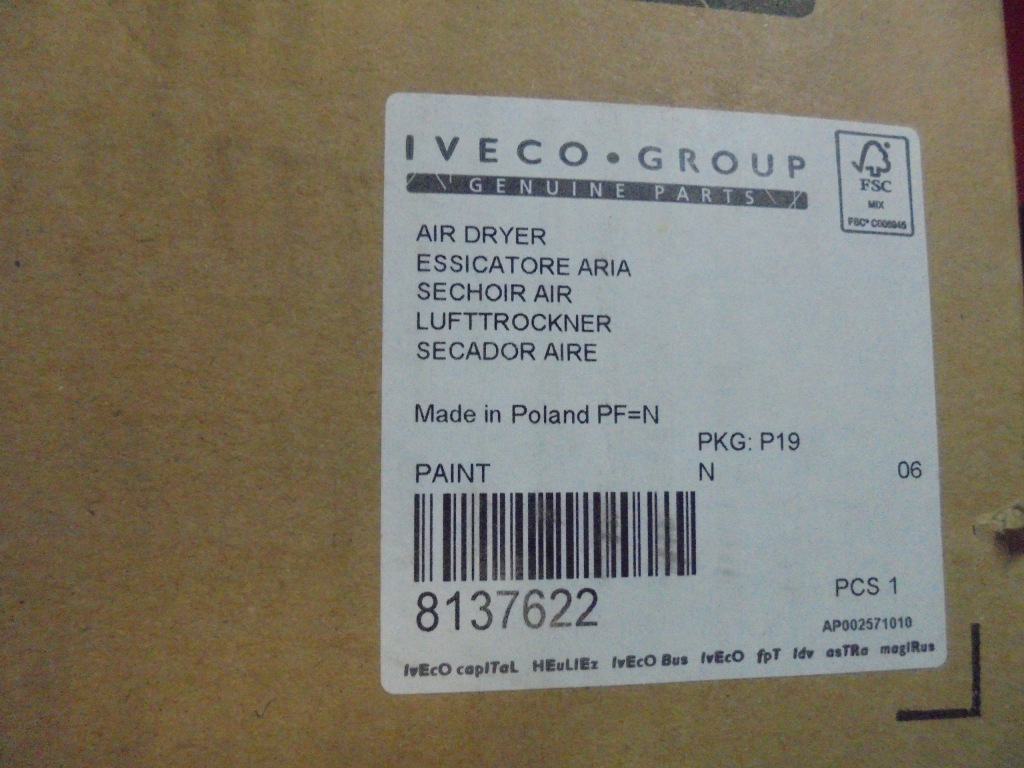 IVECO • GROUP
GENUINE PARTS
FSC
MIX
AIR DRYER
ESSICATORE ARIA
SECHOIR AIR
LUFTTROCKNER
SECADOR AIRE
Made in Poland PF=N
PKG: P19
PAINT N 06
8137622
PCS 1
AP002571010
IvEcO capITaL HEuLIEz IvEcO Bus IvEcO fpT Idv asTRa magIRus